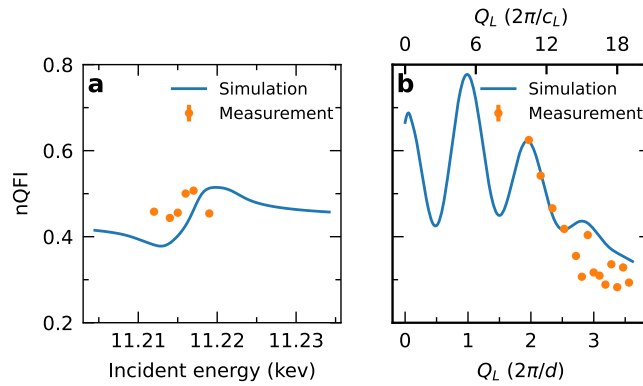 Q_L (2π/c_L)
0 6 12 18
0.8
0.6
0.4
0.2
nQFI
a
Simulation
Measurement
11.21 11.22 11.23
Incident energy (kev)
b
Simulation
Measurement
0 1 2 3
Q_L (2π/d)